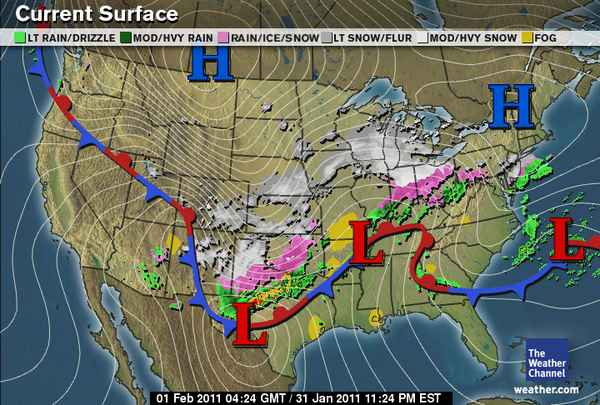 Current Surface
LT RAIN/DRIZZLE MOD/HVY RAIN RAIN/ICE/SNOW LT SNOW/FLUR MOD/HVY SNOW FOG
H
H
L
L
L
The
Weather
Channel
weather.com
01 Feb 2011 04:24 GMT / 31 Jan 2011 11:24 PM EST